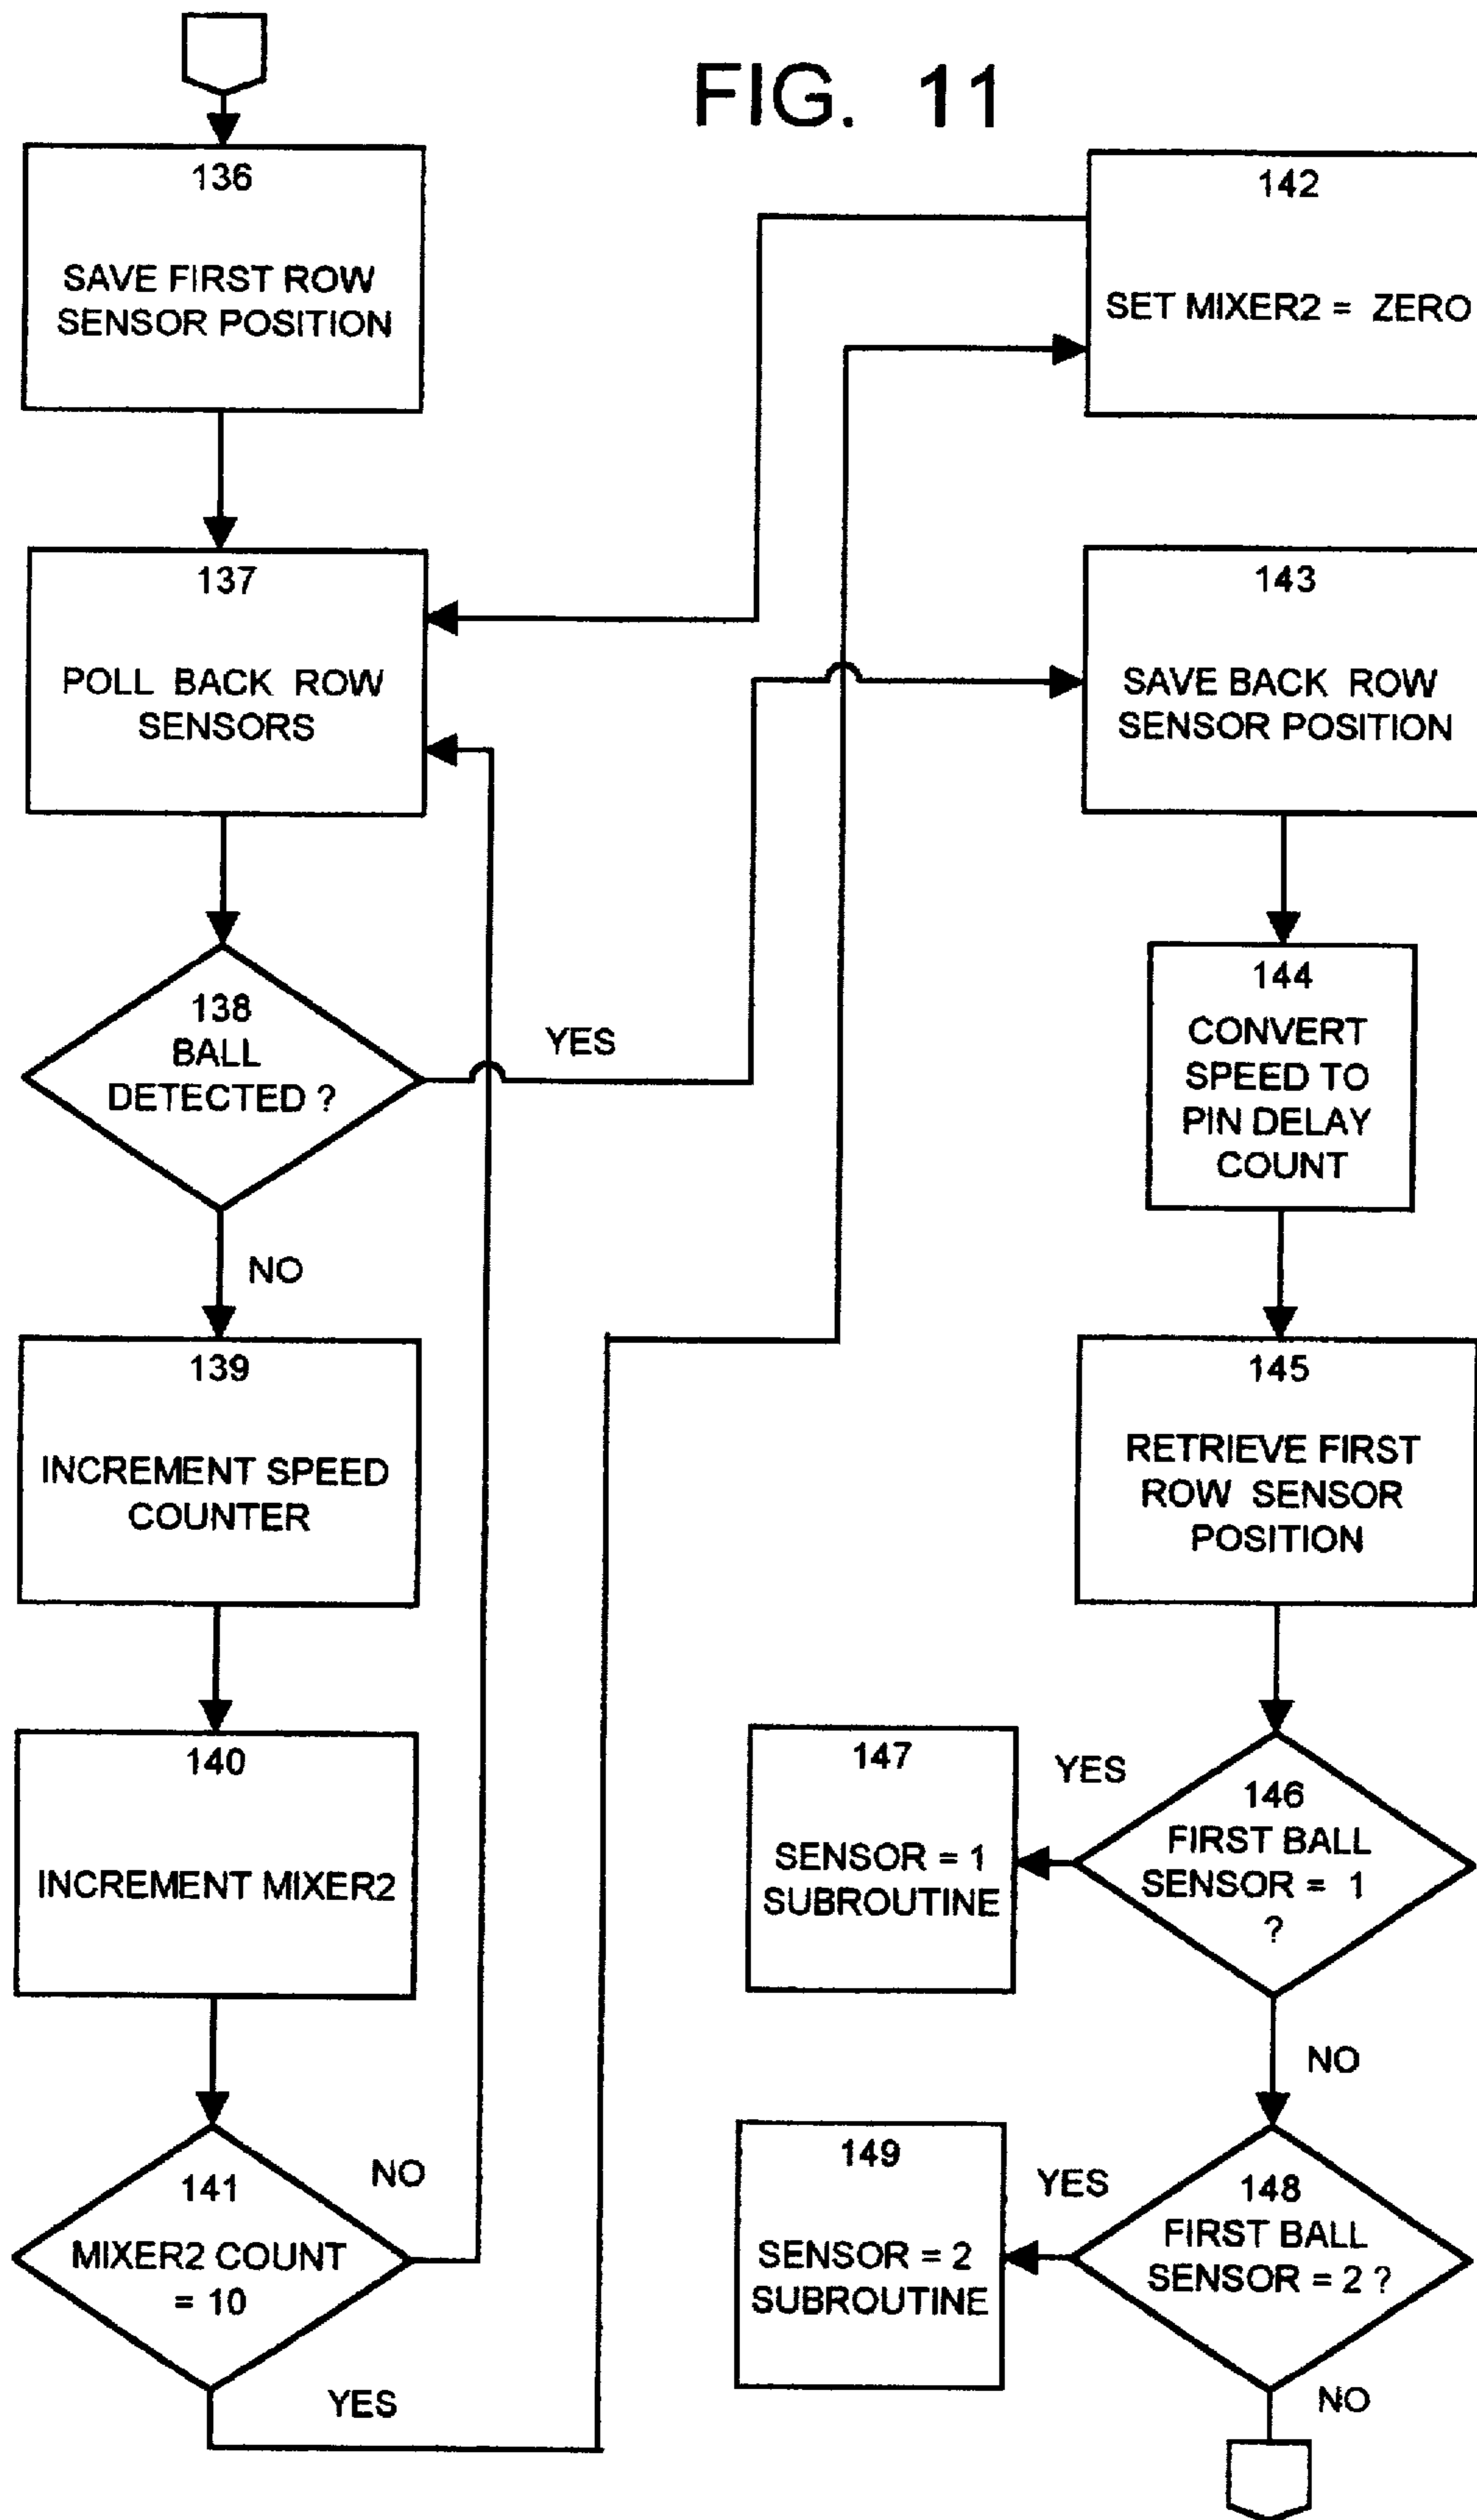 FIG. 11
136
SAVE FIRST ROW
SENSOR POSITION
137
POLL BACK ROW
SENSORS
138
BALL
DETECTED ?
YES
NO
139
INCREMENT SPEED
COUNTER
140
INCREMENT MIXER2
141
MIXER2 COUNT
= 10
NO
YES
142
SET MIXER2 = ZERO
143
SAVE BACK ROW
SENSOR POSITION
144
CONVERT
SPEED TO
PIN DELAY
COUNT
145
RETRIEVE FIRST
ROW SENSOR
POSITION
146
FIRST BALL
SENSOR = 1
?
YES
147
SENSOR = 1
SUBROUTINE
NO
148
FIRST BALL
SENSOR = 2 ?
YES
149
SENSOR = 2
SUBROUTINE
NO